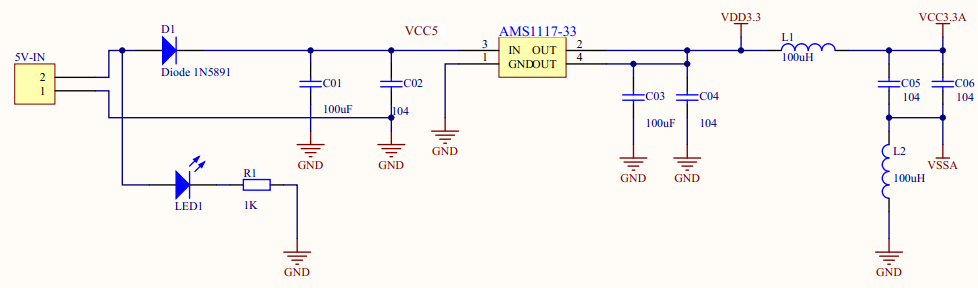 D1
VCC5
AMS1117-33
VDD3.3
VCC3.3A
5V-IN
2
1
Diode 1N5891
3 IN OUT 2
1 GNDOUT 4
L1
100uH
C01
100uF
C02
104
C03
100uF
C04
104
C05
104
C06
104
GND
GND
GND
GND
GND
L2
100uH
VSSA
LED1
R1
1K
GND
GND